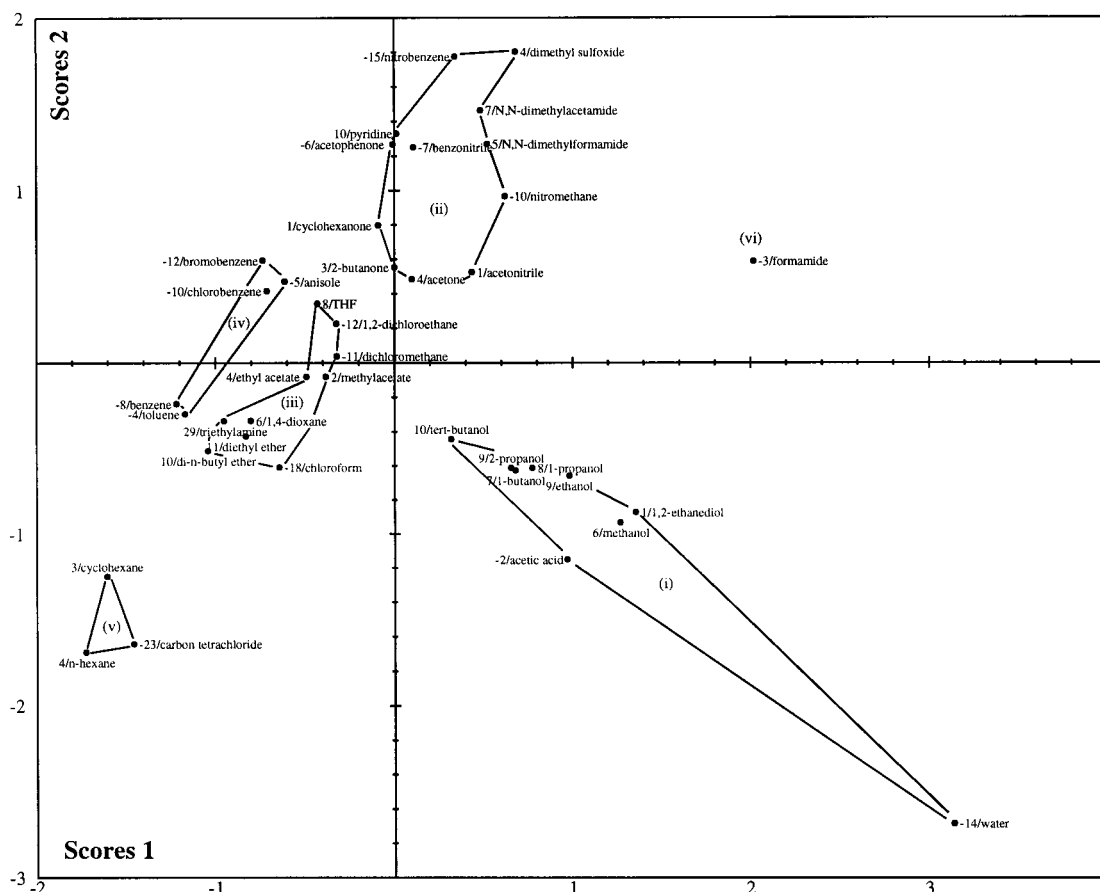 2
Scores 2
-15/nitrobenzene
4/dimethyl sulfoxide
7/N,N-dimethylacetamide
10/pyridine
-6/acetophenone
-7/benzonitrile
5/N,N-dimethylformamide
1
-10/nitromethane
(ii)
1/cyclohexanone
(vi)
-12/bromobenzene
3/2-butanone
4/acetone
1/acetonitrile
-3/formamide
-5/anisole
-10/chlorobenzene
8/THF
(iv)
-12/1,2-dichloroethane
-11/dichloromethane
4/ethyl acetate
2/methylacetate
-8/benzene
-4/toluene
(iii)
6/1,4-dioxane
29/triethylamine
11/diethyl ether
10/di-n-butyl ether
-18/chloroform
10/tert-butanol
9/2-propanol
8/1-propanol
7/1-butanol
9/ethanol
1/1,2-ethanediol
6/methanol
-1
-2/acetic acid
3/cyclohexane
(i)
(v)
-23/carbon tetrachloride
4/n-hexane
-2
-14/water
Scores 1
-3
-2
-1
1
2
3